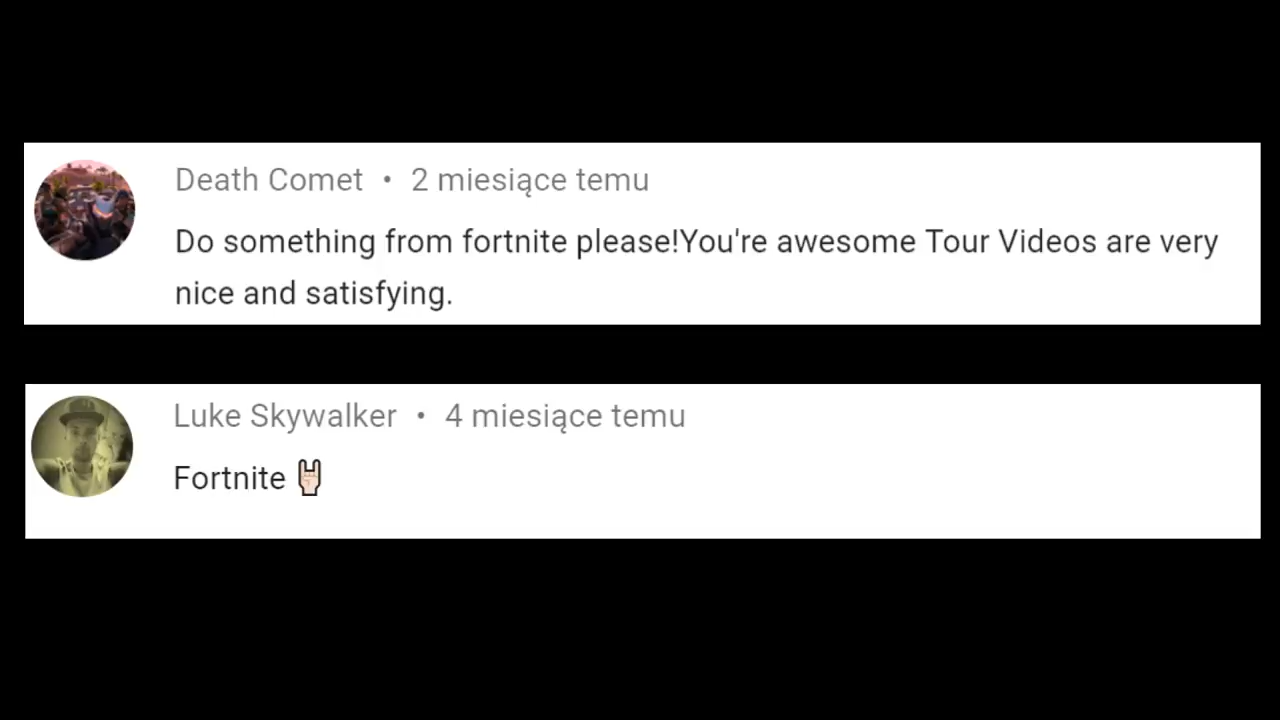 Death Comet • 2 miesiące temu
Do something from fortnite please!You're awesome Tour Videos are very
nice and satisfying.
Luke Skywalker • 4 miesiące temu
Fortnite 🤘🏻